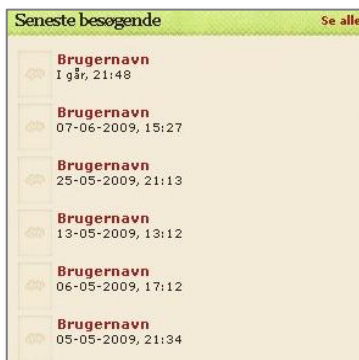 Seneste besøgende Se alle
Brugernavn
I går, 21:48
Brugernavn
07-06-2009, 15:27
Brugernavn
25-05-2009, 21:13
Brugernavn
13-05-2009, 13:12
Brugernavn
06-05-2009, 17:12
Brugernavn
05-05-2009, 21:34